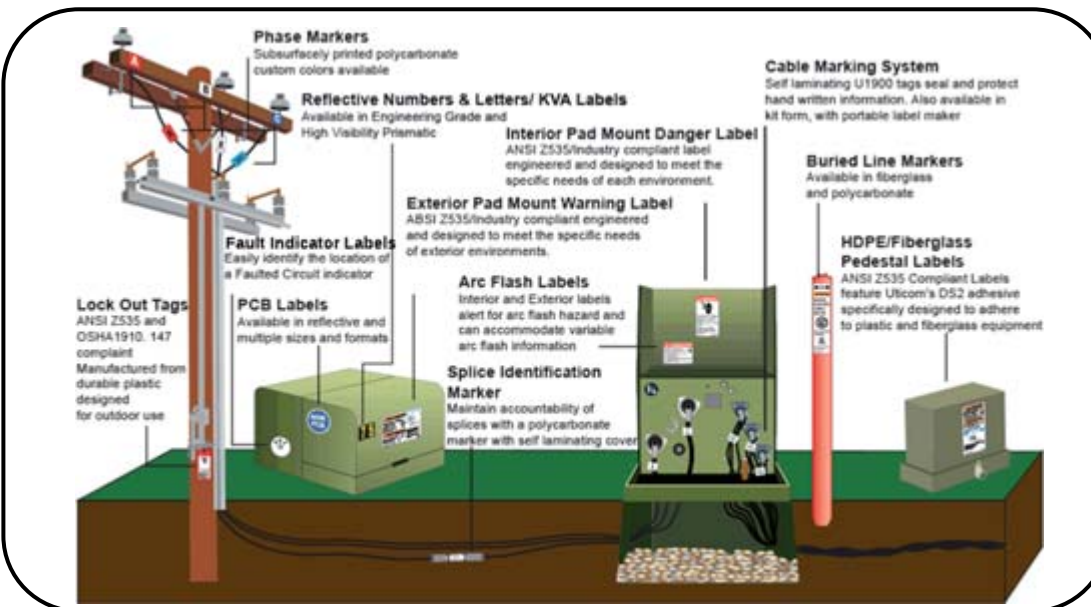 Phase Markers
Subsurfacely printed polycarbonate
custom colors available
Reflective Numbers & Letters/ KVA Labels
Available in Engineering Grade and
High Visibility Prismatic
Interior Pad Mount Danger Label
ANSI Z535/Industry compliant label
engineered and designed to meet the
specific needs of each environment.
Cable Marking System
Self laminating U1900 tags seal and protect
hand written information. Also available in
kit form, with portable label maker
Buried Line Markers
Available in fiberglass
and polycarbonate
Exterior Pad Mount Warning Label
ABSI Z535/Industry compliant engineered
and designed to meet the specific needs
of exterior environments.
Fault Indicator Labels
Easily identify the location of
a Faulted Circuit indicator
HDPE/Fiberglass
Pedestal Labels
ANSI Z535 Compliant Labels
feature Uticom's DS2 adhesive
specifically designed to adhere
to plastic and fiberglass equipment
Arc Flash Labels
Interior and Exterior labels
alert for arc flash hazard and
can accommodate variable
arc flash information
Lock Out Tags
ANSI Z535 and
OSHA1910. 147
complaint
Manufactured from
durable plastic
designed
for outdoor use
PCB Labels
Available in reflective and
multiple sizes and formats
Splice Identification
Marker
Maintain accountability of
splices with a polycarbonate
marker with self laminating cover
A
B
NON
PCB